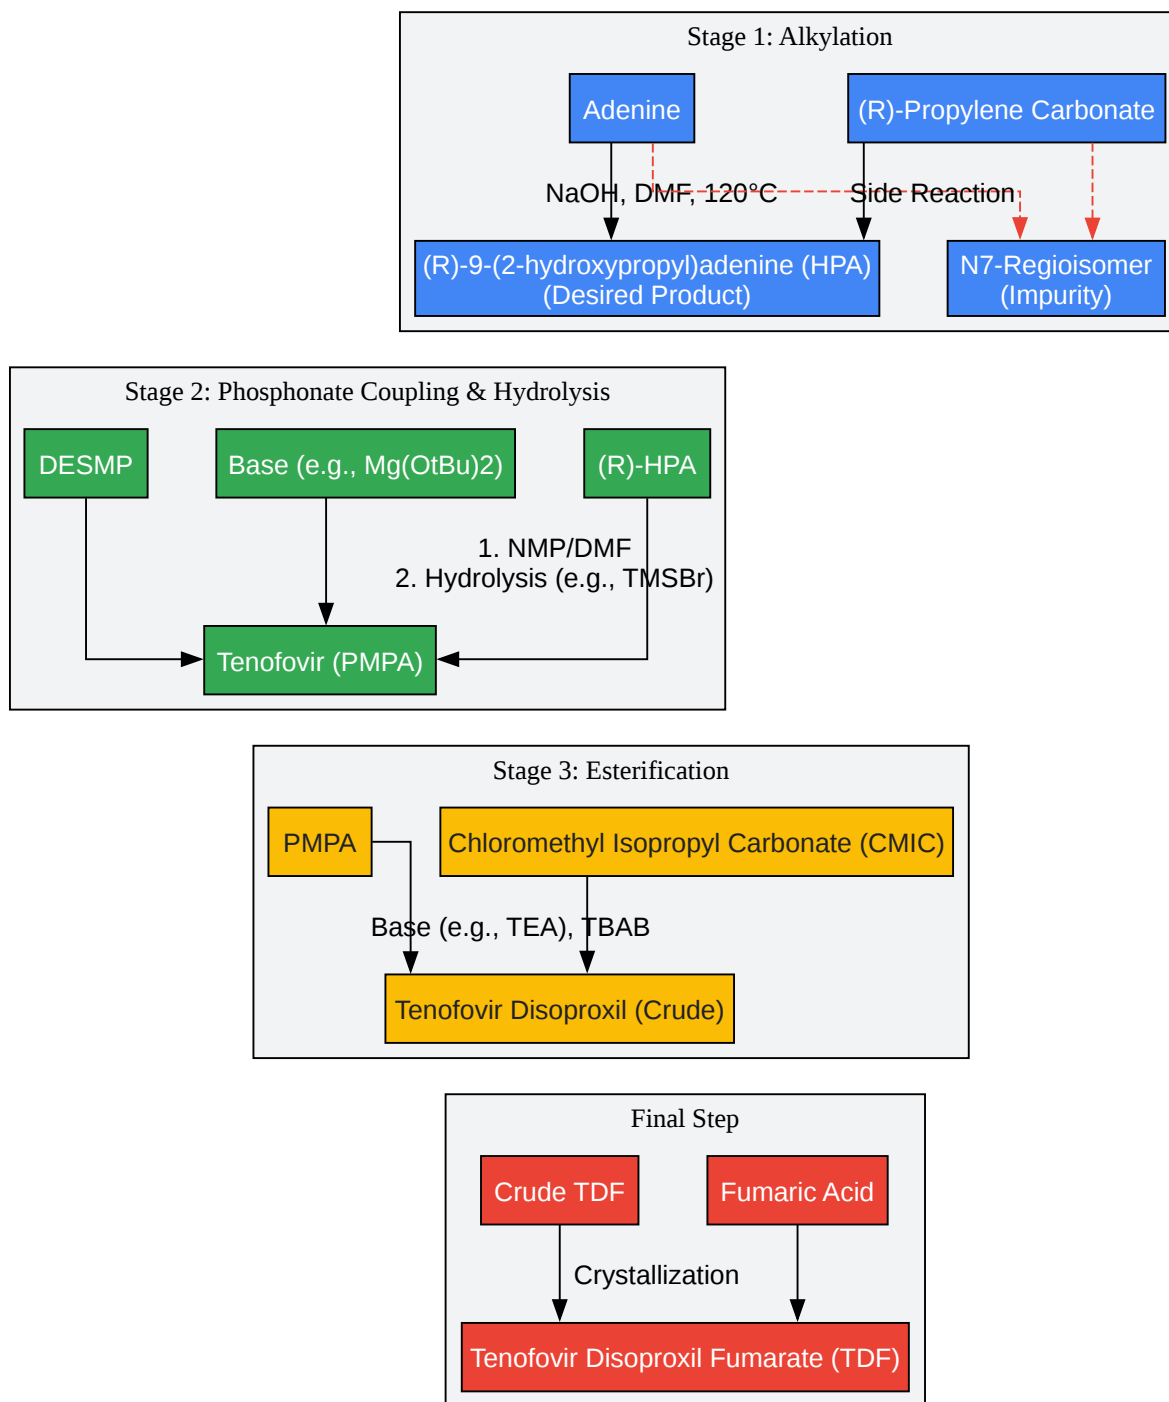 Stage 1: Alkylation
Adenine
(R)-Propylene Carbonate
NaOH, DMF, 120°C
Side Reaction
(R)-9-(2-hydroxypropyl)adenine (HPA)
(Desired Product)
N7-Regioisomer
(Impurity)
Stage 2: Phosphonate Coupling & Hydrolysis
DESMP
Base (e.g., Mg(OtBu)2)
(R)-HPA
1. NMP/DMF
2. Hydrolysis (e.g., TMSBr)
Tenofovir (PMPA)
Stage 3: Esterification
PMPA
Chloromethyl Isopropyl Carbonate (CMIC)
Base (e.g., TEA), TBAB
Tenofovir Disoproxil (Crude)
Final Step
Crude TDF
Fumaric Acid
Crystallization
Tenofovir Disoproxil Fumarate (TDF)